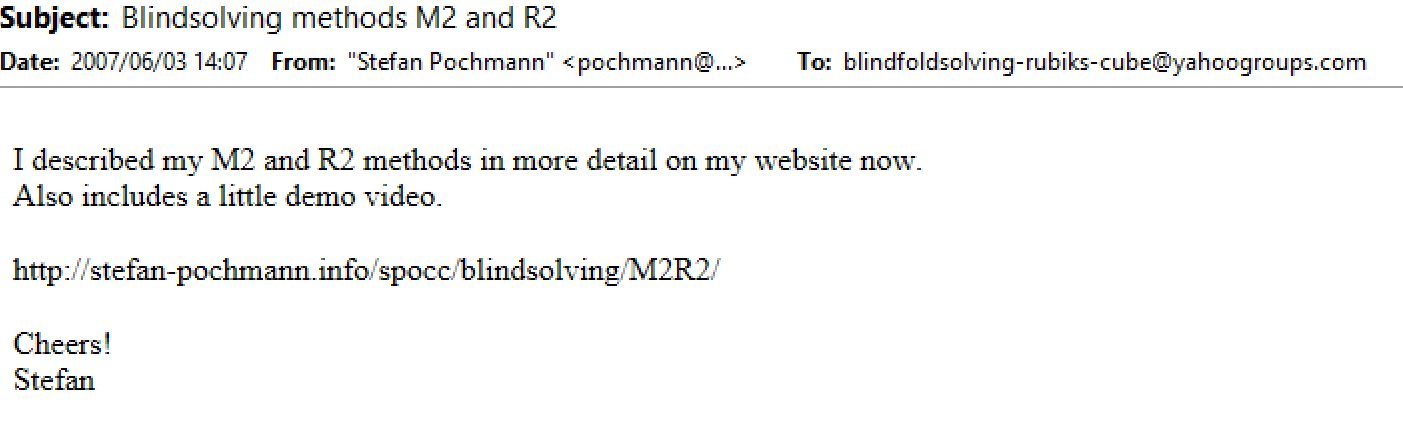 Subject: Blindsolving methods M2 and R2
Date: 2007/06/03 14:07 From: "Stefan Pochmann" <pochmann@...> To: blindfoldsolving-rubiks-cube@yahoogroups.com
I described my M2 and R2 methods in more detail on my website now.
Also includes a little demo video.
http://stefan-pochmann.info/spocc/blindsolving/M2R2/
Cheers!
Stefan